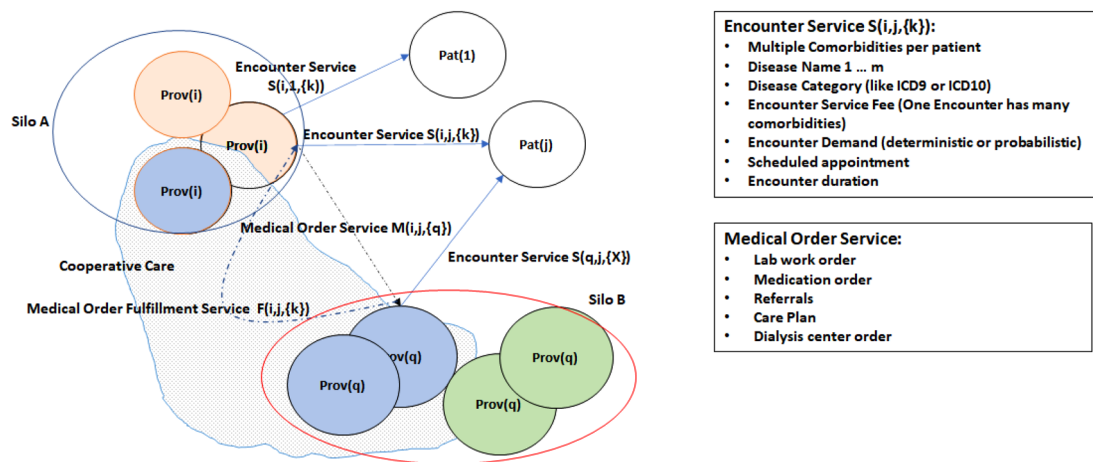 Silo A
Prov(i)
Prov(i)
Prov(i)
Encounter Service
S(i,1,{k})
Pat(1)
Encounter Service S(i,j,{k})
Pat(j)
Medical Order Service M(i,j,{q})
Encounter Service S(q,j,{X})
Cooperative Care
Medical Order Fulfillment Service F(i,j,{k})
Silo B
Prov(q)
Prov(q)
Prov(q)
Encounter Service S(i,j,{k}):
• Multiple Comorbidities per patient
• Disease Name 1 ... m
• Disease Category (like ICD9 or ICD10)
• Encounter Service Fee (One Encounter has many
comorbidities)
• Encounter Demand (deterministic or probabilistic)
• Scheduled appointment
• Encounter duration
Medical Order Service:
• Lab work order
• Medication order
• Referrals
• Care Plan
• Dialysis center order